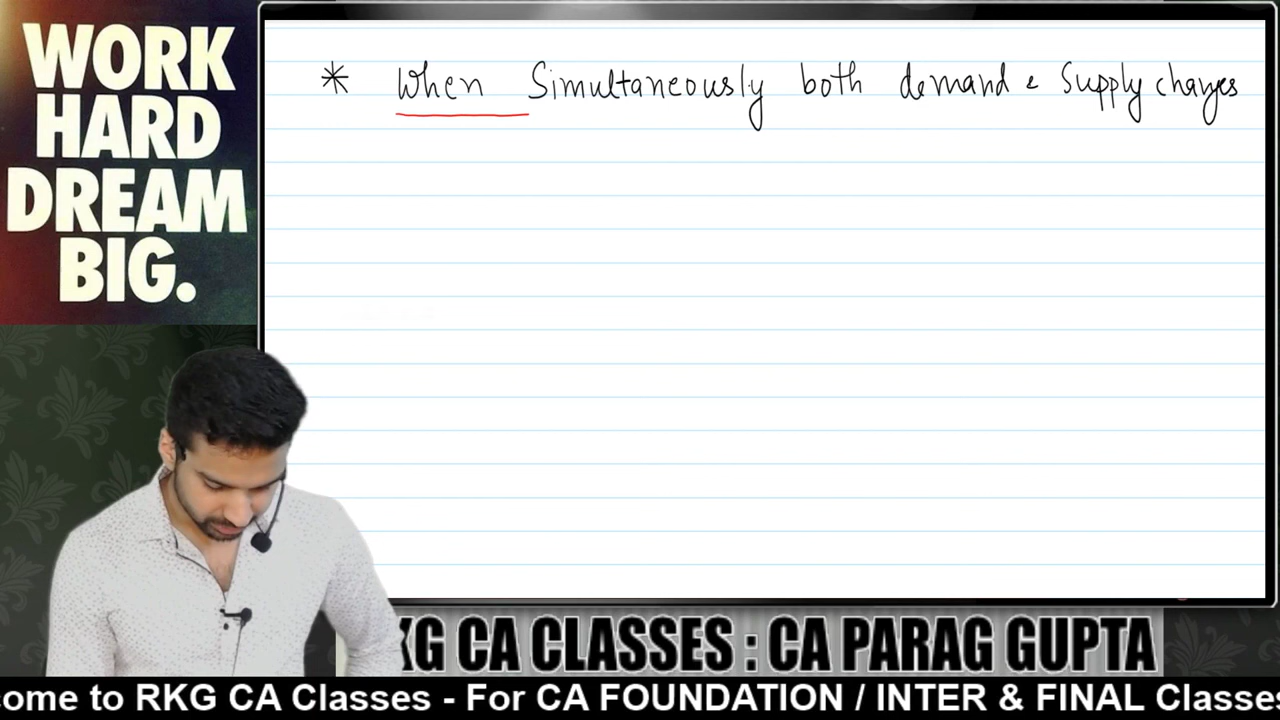 WORK
HARD
DREAM
BIG.
* When Simultaneously both demand & Supply changes
KG CA CLASSES : CA PARAG GUPTA
come to RKG CA Classes - For CA FOUNDATION / INTER & FINAL Classes